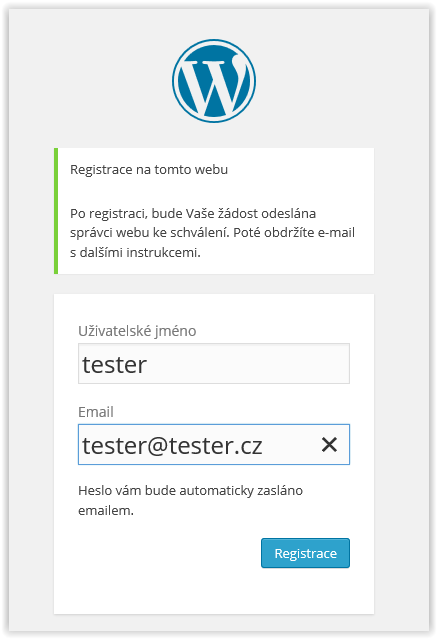 Registrace na tomto webu
Po registraci, bude Vaše žádost odeslána
správci webu ke schválení. Poté obdržíte e-mail
s dalšími instrukcemi.
Uživatelské jméno
tester
Email
tester@tester.cz
Heslo vám bude automaticky zasláno
emailem.
Registrace